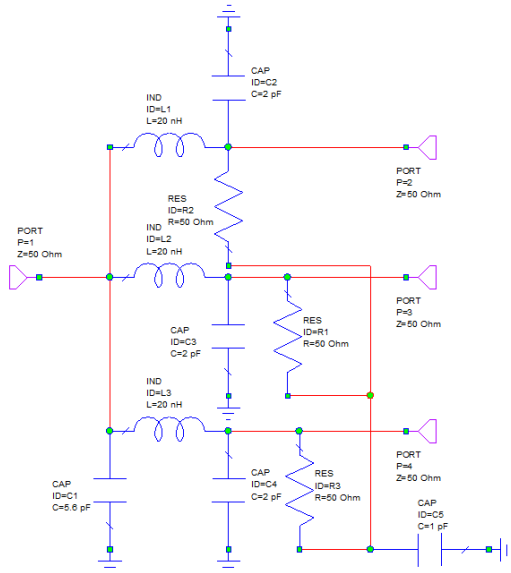 CAP
ID=C2
C=2 pF
IND
ID=L1
L=20 nH
PORT
P=2
Z=50 Ohm
RES
ID=R2
R=50 Ohm
PORT
P=1
Z=50 Ohm
IND
ID=L2
L=20 nH
PORT
P=3
Z=50 Ohm
RES
ID=R1
R=50 Ohm
CAP
ID=C3
C=2 pF
IND
ID=L3
L=20 nH
PORT
P=4
Z=50 Ohm
CAP
ID=C1
C=5.6 pF
CAP
ID=C4
C=2 pF
RES
ID=R3
R=50 Ohm
CAP
ID=C5
C=1 pF